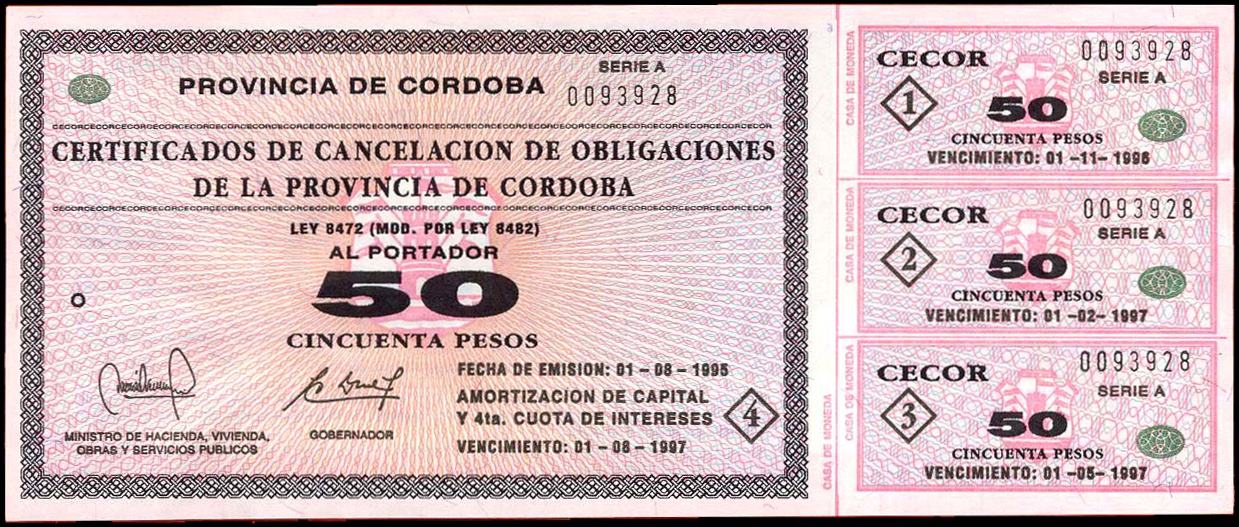 PROVINCIA DE CORDOBA
SERIE A
0093928
CERTIFICADOS DE CANCELACION DE OBLIGACIONES
DE LA PROVINCIA DE CORDOBA
LEY 8472 (MOD. POR LEY 8482)
AL PORTADOR
50
CINCUENTA PESOS
FECHA DE EMISION: 01 - 08 - 1995
AMORTIZACION DE CAPITAL
Y 4ta. CUOTA DE INTERESES
4
VENCIMIENTO: 01 - 08 - 1997
MINISTRO DE HACIENDA, VIVIENDA,
OBRAS Y SERVICIOS PUBLICOS
GOBERNADOR
CASA DE MONEDA
CECOR
0093928
SERIE A
1
50
CINCUENTA PESOS
VENCIMIENTO: 01 -11- 1996
CASA DE MONEDA
CECOR
0093928
SERIE A
2
50
CINCUENTA PESOS
VENCIMIENTO: 01 -02- 1997
CASA DE MONEDA
CECOR
0093928
SERIE A
3
50
CINCUENTA PESOS
VENCIMIENTO: 01 -05- 1997
CASA DE MONEDA